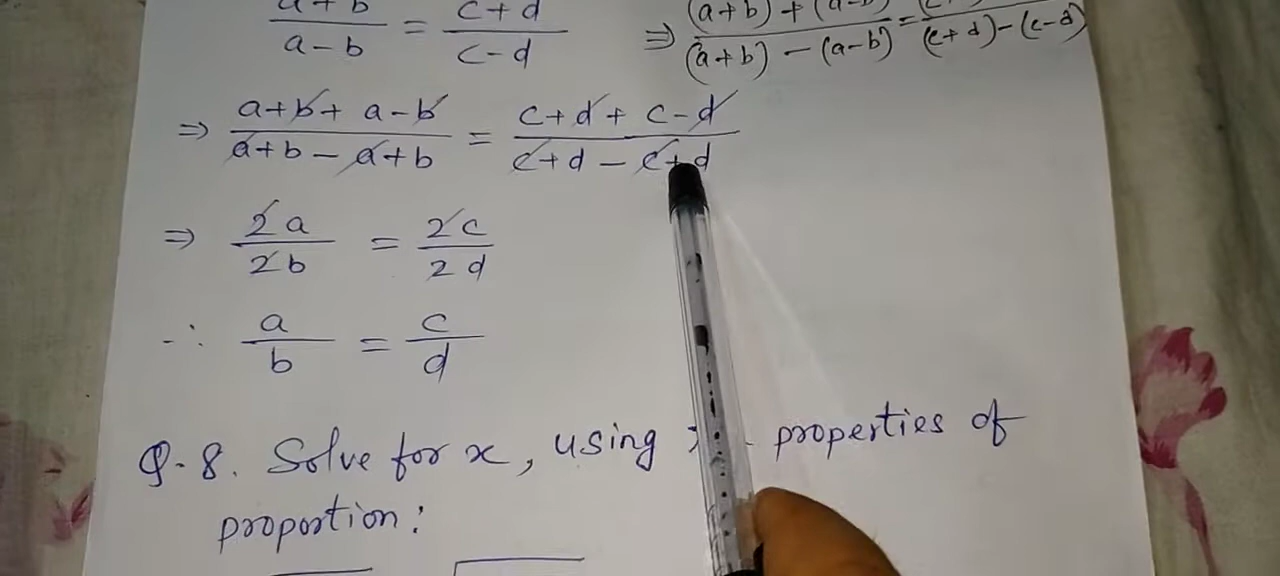 a+b/a-b = c+d/c-d ⇒ (a+b)+(a-b)/(a+b)-(a-b) = /(c+d)-(c-d)
⇒ a+b+a-b/a+b-a+b = c+d+c-d/c+d-c+d
⇒ 2a/2b = 2c/2d
∴ a/b = c/d
Q-8. Solve for x, using properties of
proportion: